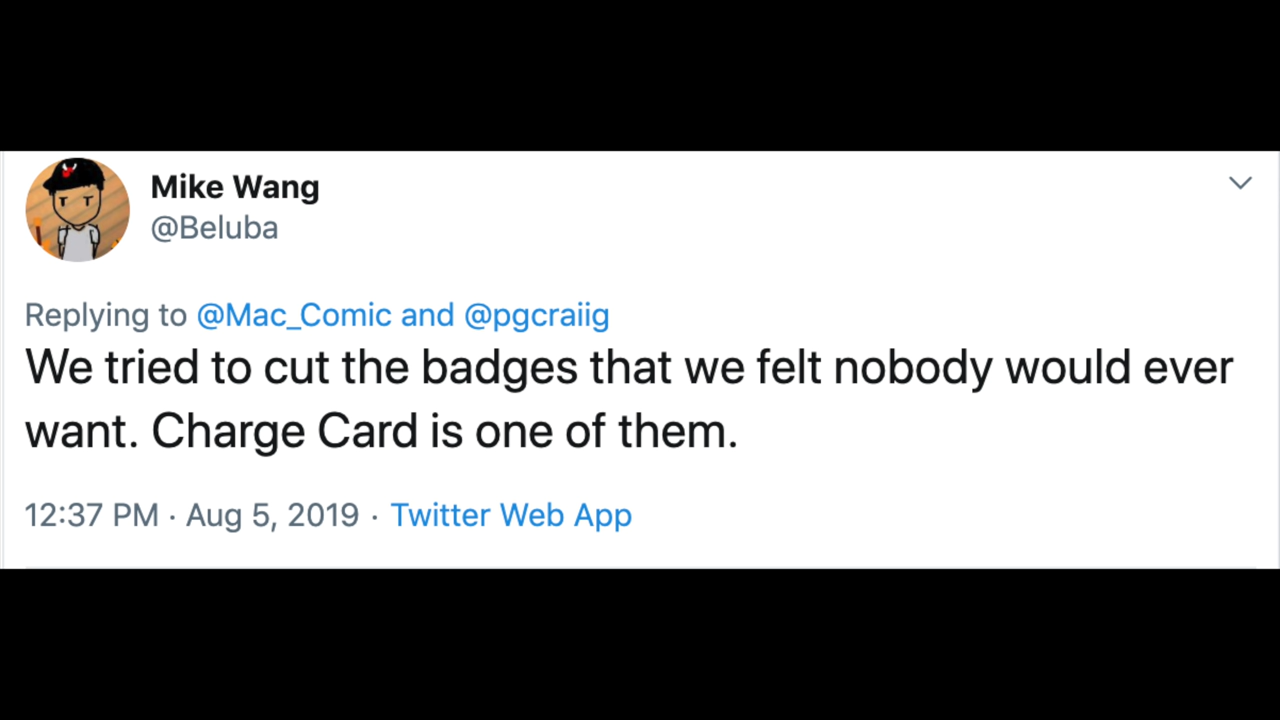 Mike Wang
@Beluba
Replying to @Mac_Comic and @pgcraiig
We tried to cut the badges that we felt nobody would ever
want. Charge Card is one of them.
12:37 PM · Aug 5, 2019 · Twitter Web App